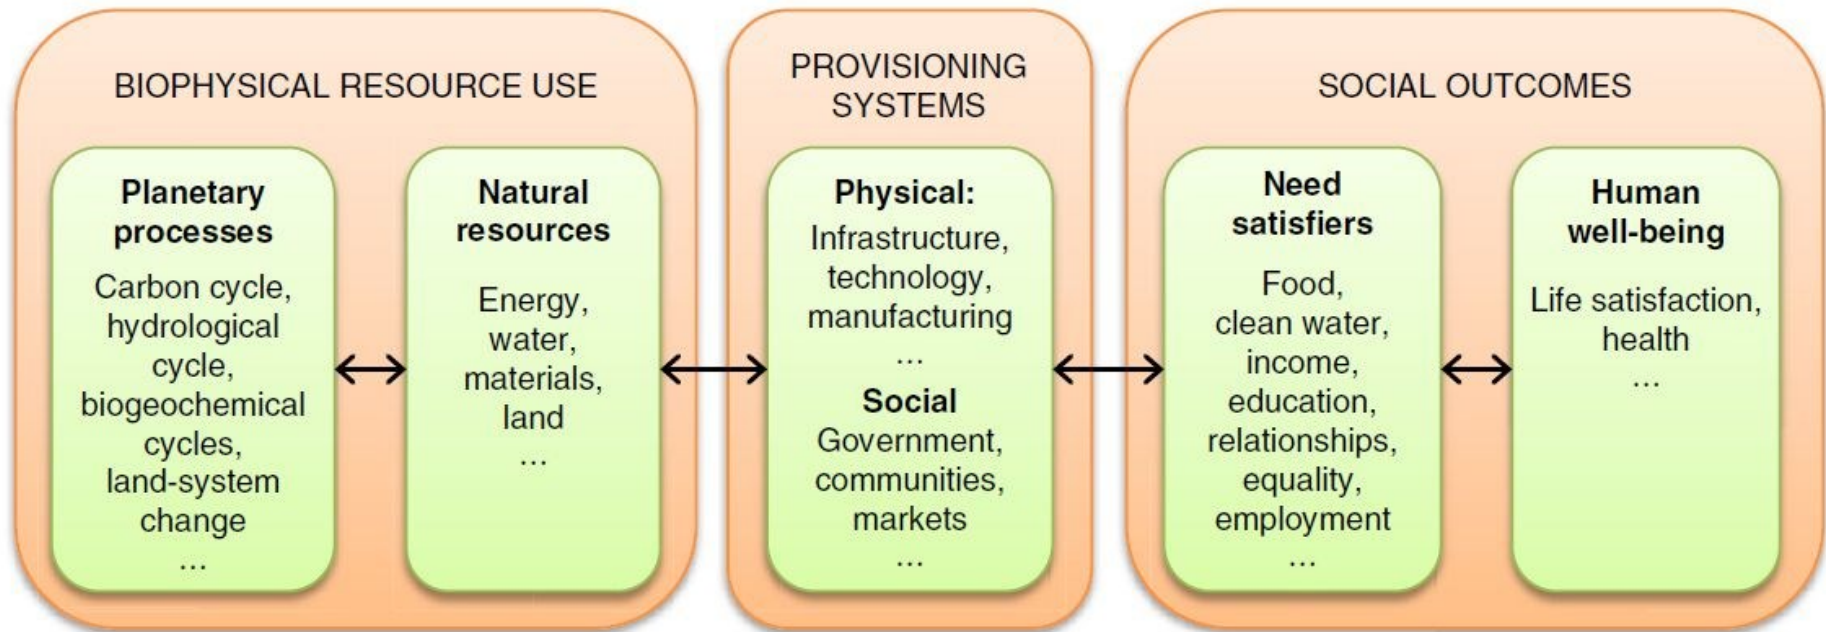 BIOPHYSICAL RESOURCE USE
Planetary
processes
Carbon cycle,
hydrological
cycle,
biogeochemical
cycles,
land-system
change
...
Natural
resources
Energy,
water,
materials,
land
...
PROVISIONING
SYSTEMS
Physical:
Infrastructure,
technology,
manufacturing
...
Social
Government,
communities,
markets
...
SOCIAL OUTCOMES
Need
satisfiers
Food,
clean water,
income,
education,
relationships,
equality,
employment
...
Human
well-being
Life satisfaction,
health
...